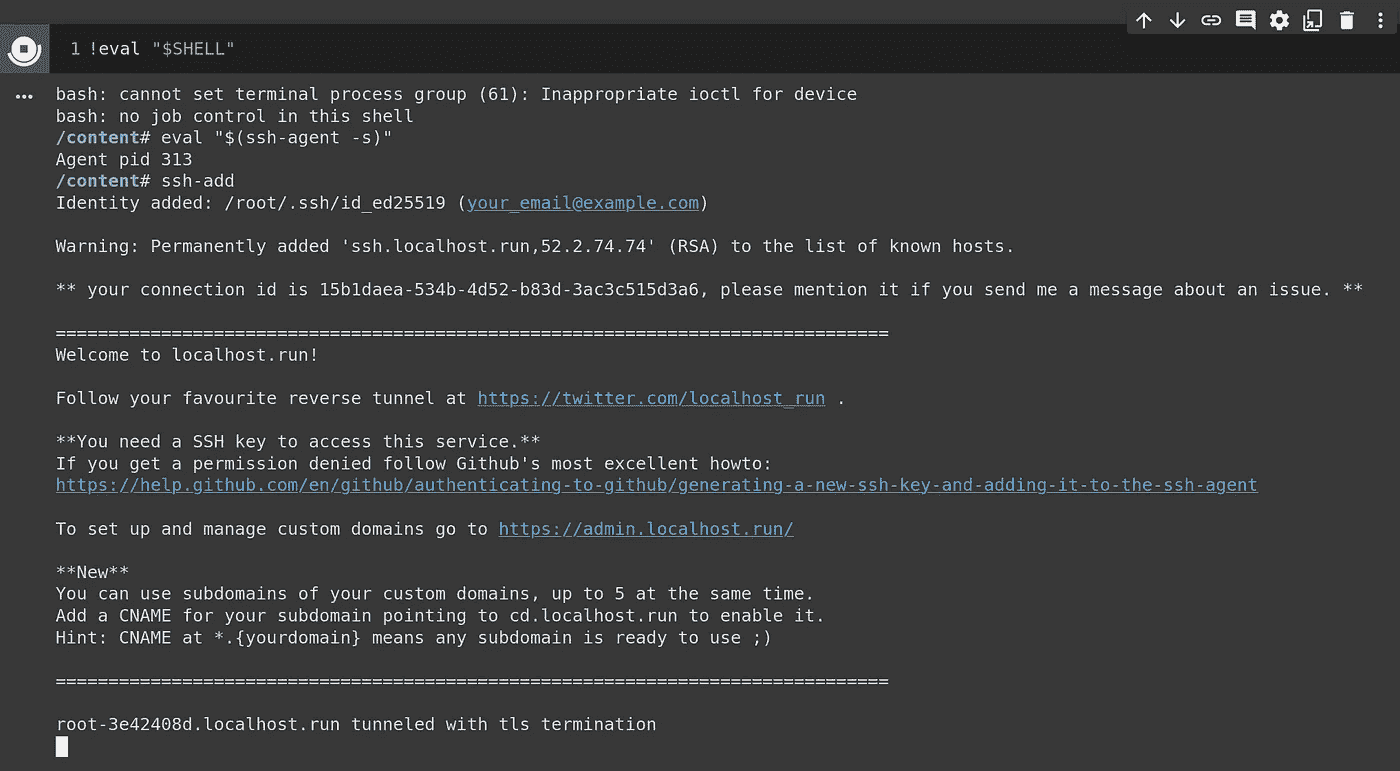 1 !eval "$SHELL"
bash: cannot set terminal process group (61): Inappropriate ioctl for device
bash: no job control in this shell
/content# eval "$(ssh-agent -s)"
Agent pid 313
/content# ssh-add
Identity added: /root/.ssh/id_ed25519 (your_email@example.com)
Warning: Permanently added 'ssh.localhost.run,52.2.74.74' (RSA) to the list of known hosts.
** your connection id is 15b1daea-534b-4d52-b83d-3ac3c515d3a6, please mention it if you send me a message about an issue. **
===============================================================================
Welcome to localhost.run!
Follow your favourite reverse tunnel at https://twitter.com/localhost_run .
**You need a SSH key to access this service.**
If you get a permission denied follow Github's most excellent howto:
https://help.github.com/en/github/authenticating-to-github/generating-a-new-ssh-key-and-adding-it-to-the-ssh-agent
To set up and manage custom domains go to https://admin.localhost.run/
**New**
You can use subdomains of your custom domains, up to 5 at the same time.
Add a CNAME for your subdomain pointing to cd.localhost.run to enable it.
Hint: CNAME at *.{yourdomain} means any subdomain is ready to use ;)
===============================================================================
root-3e42408d.localhost.run tunneled with tls termination